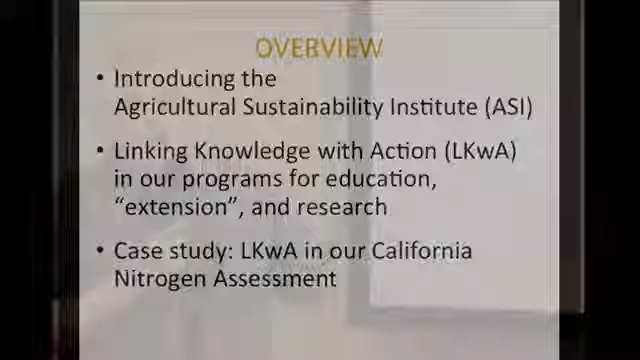 OVERVIEW
• Introducing the
Agricultural Sustainability Institute (ASI)
• Linking Knowledge with Action (LKwA)
in our programs for education,
“extension”, and research
• Case study: LKwA in our California
Nitrogen Assessment